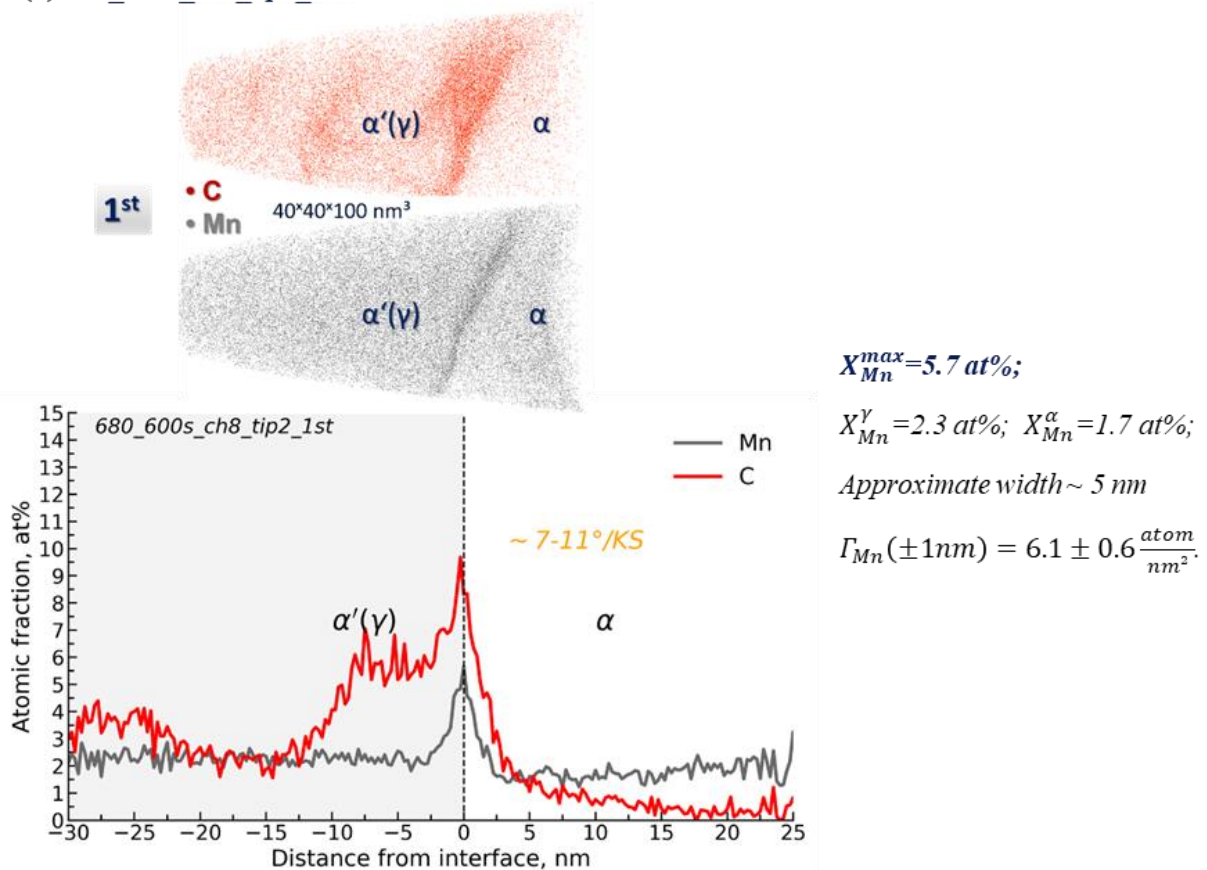 α'(γ)
α
1st
• C
• Mn
40×40×100 nm³
α'(γ)
α
X_Mn^max=5.7 at%;
X_Mn^γ=2.3 at%; X_Mn^α=1.7 at%;
Approximate width~ 5 nm
Γ_Mn(±1nm) = 6.1 ± 0.6 atom/nm².
680_600s_ch8_tip2_1st
Mn
C
~ 7-11°/KS
α'(γ)
α
Atomic fraction, at%
15
14
13
12
11
10
9
8
7
6
5
4
3
2
1
0
−30 −25 −20 −15 −10 −5 0 5 10 15 20 25
Distance from interface, nm